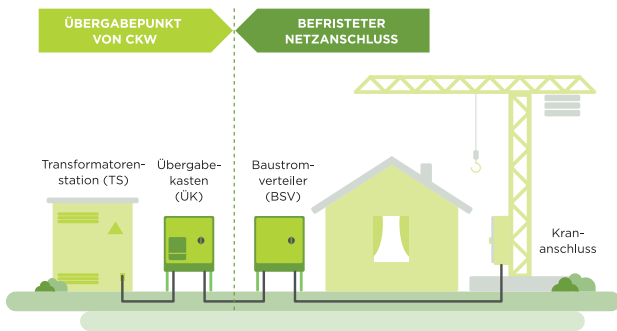 ÜBERGABEPUNKT
VON CKW
BEFRISTETER
NETZANSCHLUSS
Transformatoren-
station (TS)
Übergabe-
kasten
(ÜK)
Baustrom-
verteiler
(BSV)
Kran-
anschluss